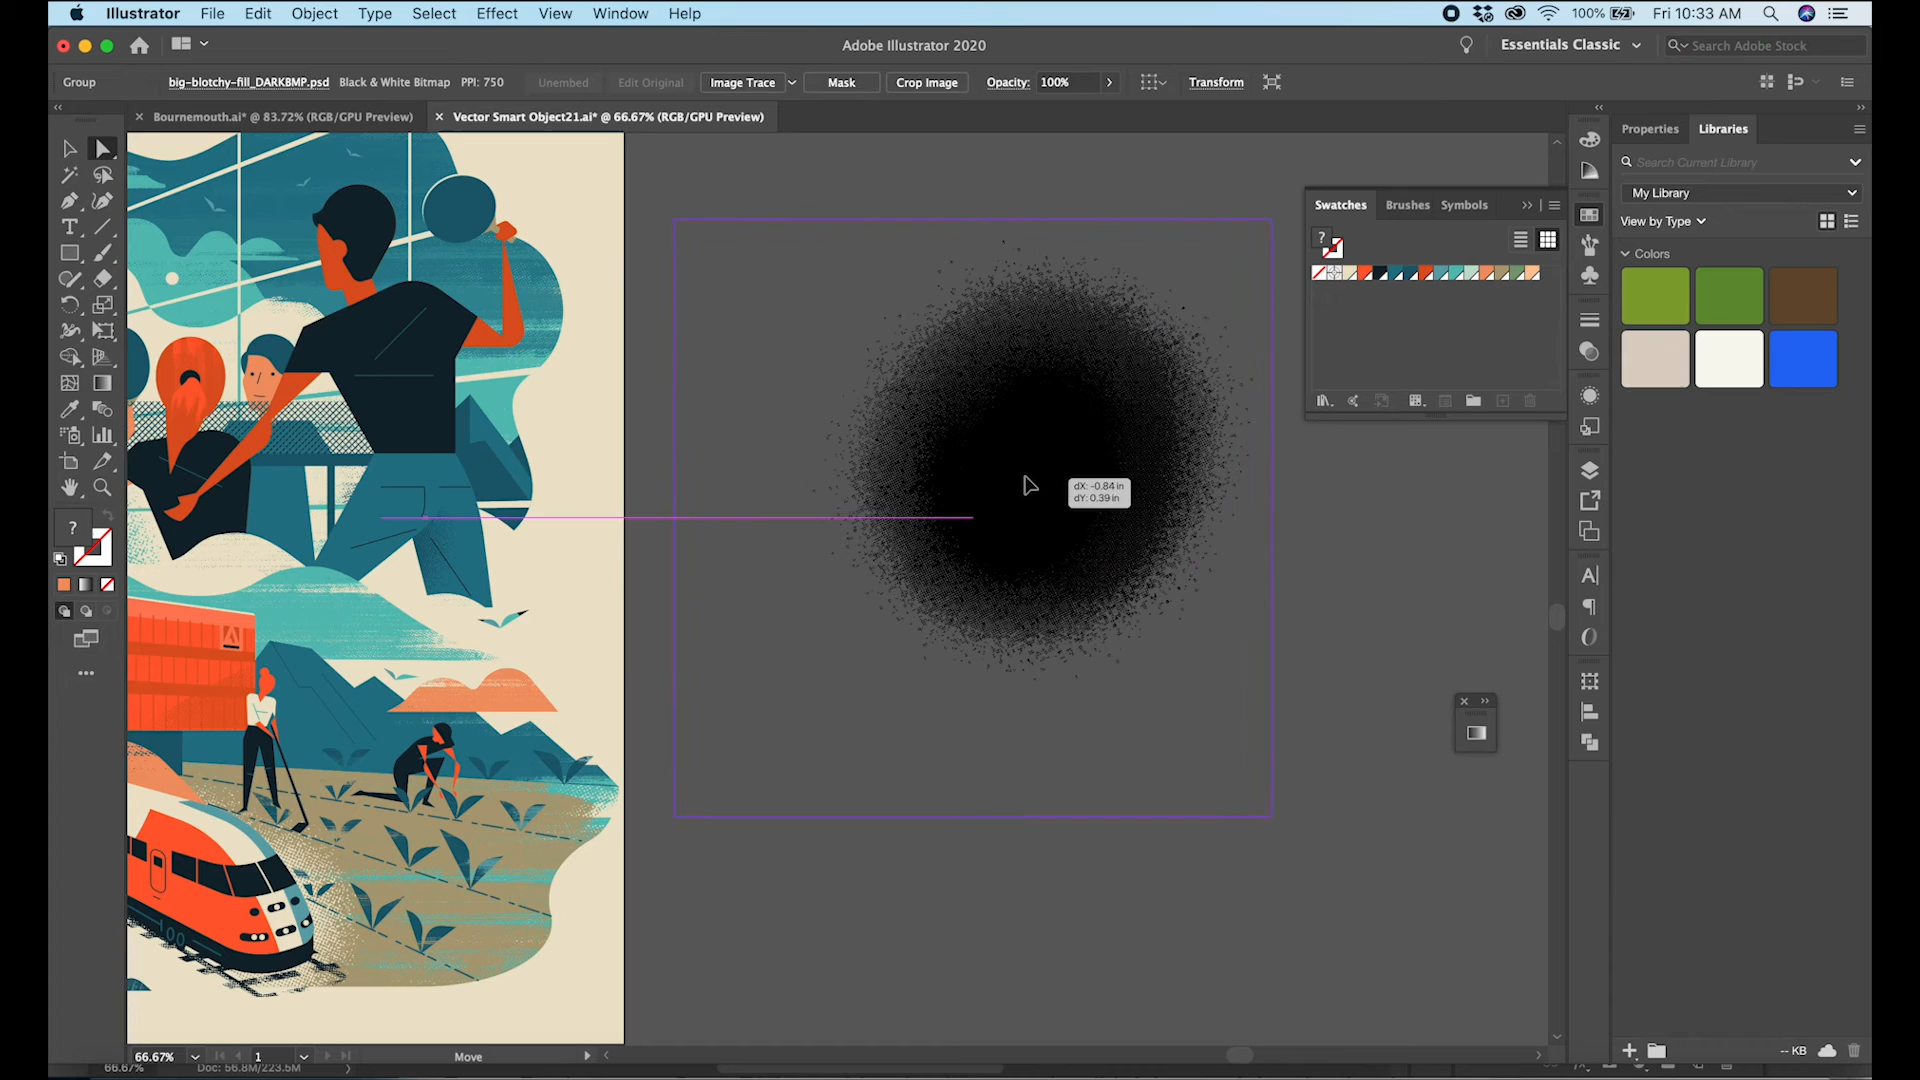 Illustrator File Edit Object Type Select Effect View Window Help 100% Fri 10:33 AM
Adobe Illustrator 2020 Essentials Classic Search Adobe Stock
Group big-blotchy-fill_DARKBMP.psd Black & White Bitmap PPI: 750 Unembed Edit Original Image Trace Mask Crop Image Opacity: 100% Transform
Bournemouth.ai* @ 83.72% (RGB/GPU Preview) Vector Smart Object21.ai* @ 66.67% (RGB/GPU Preview)
Properties Libraries
Search Current Library
My Library
View by Type
Colors
Swatches Brushes Symbols
?
dX: -0.84 in
dY: 0.39 in
?
100
66.67% 1 Move
-- KB
66.67% Doc: 56.8M/223.5M